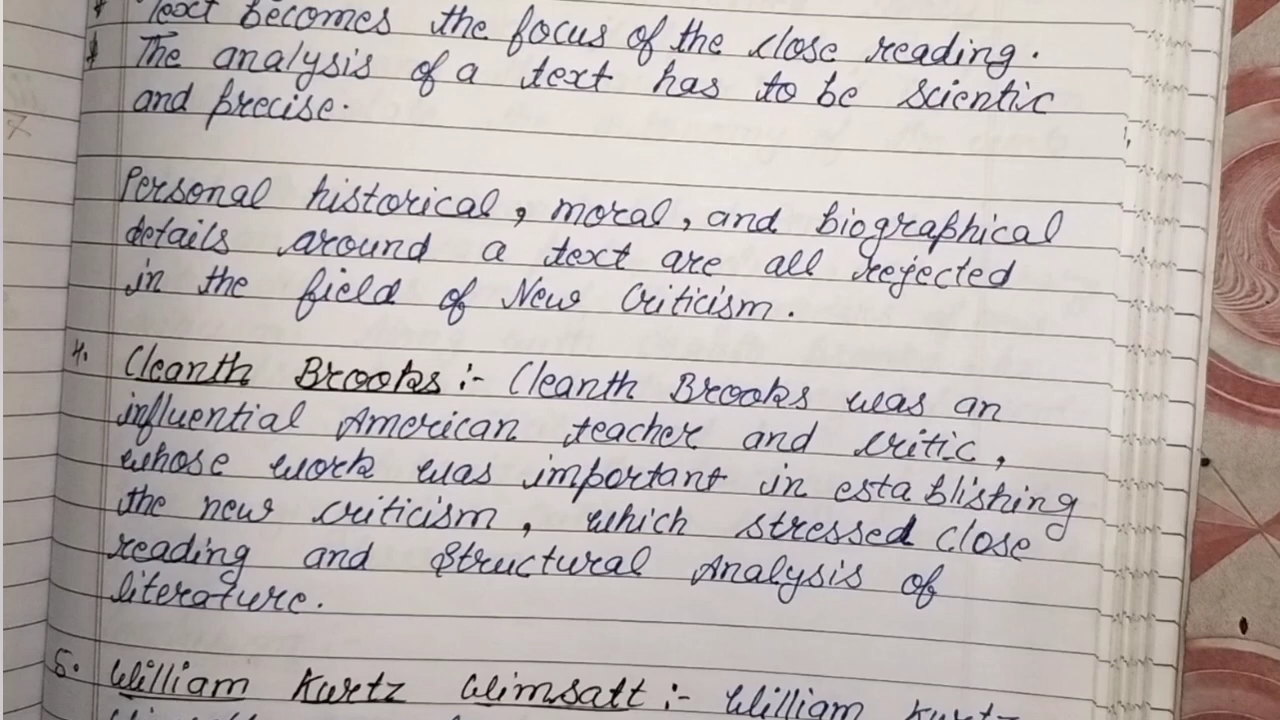 * Text becomes the focus of the close reading.
* The analysis of a text has to be scientic
and precise.
Personal historical, moral, and biographical
details around a text are all rejected
in the field of New Criticism.
4. Cleanth Brooks :- Cleanth Brooks was an
influential American teacher and critic,
whose work was important in establishing
the new criticism, which stressed close
reading and Structural Analysis of
literature.
5. William Kurtz Wimsatt :- William Kurtz